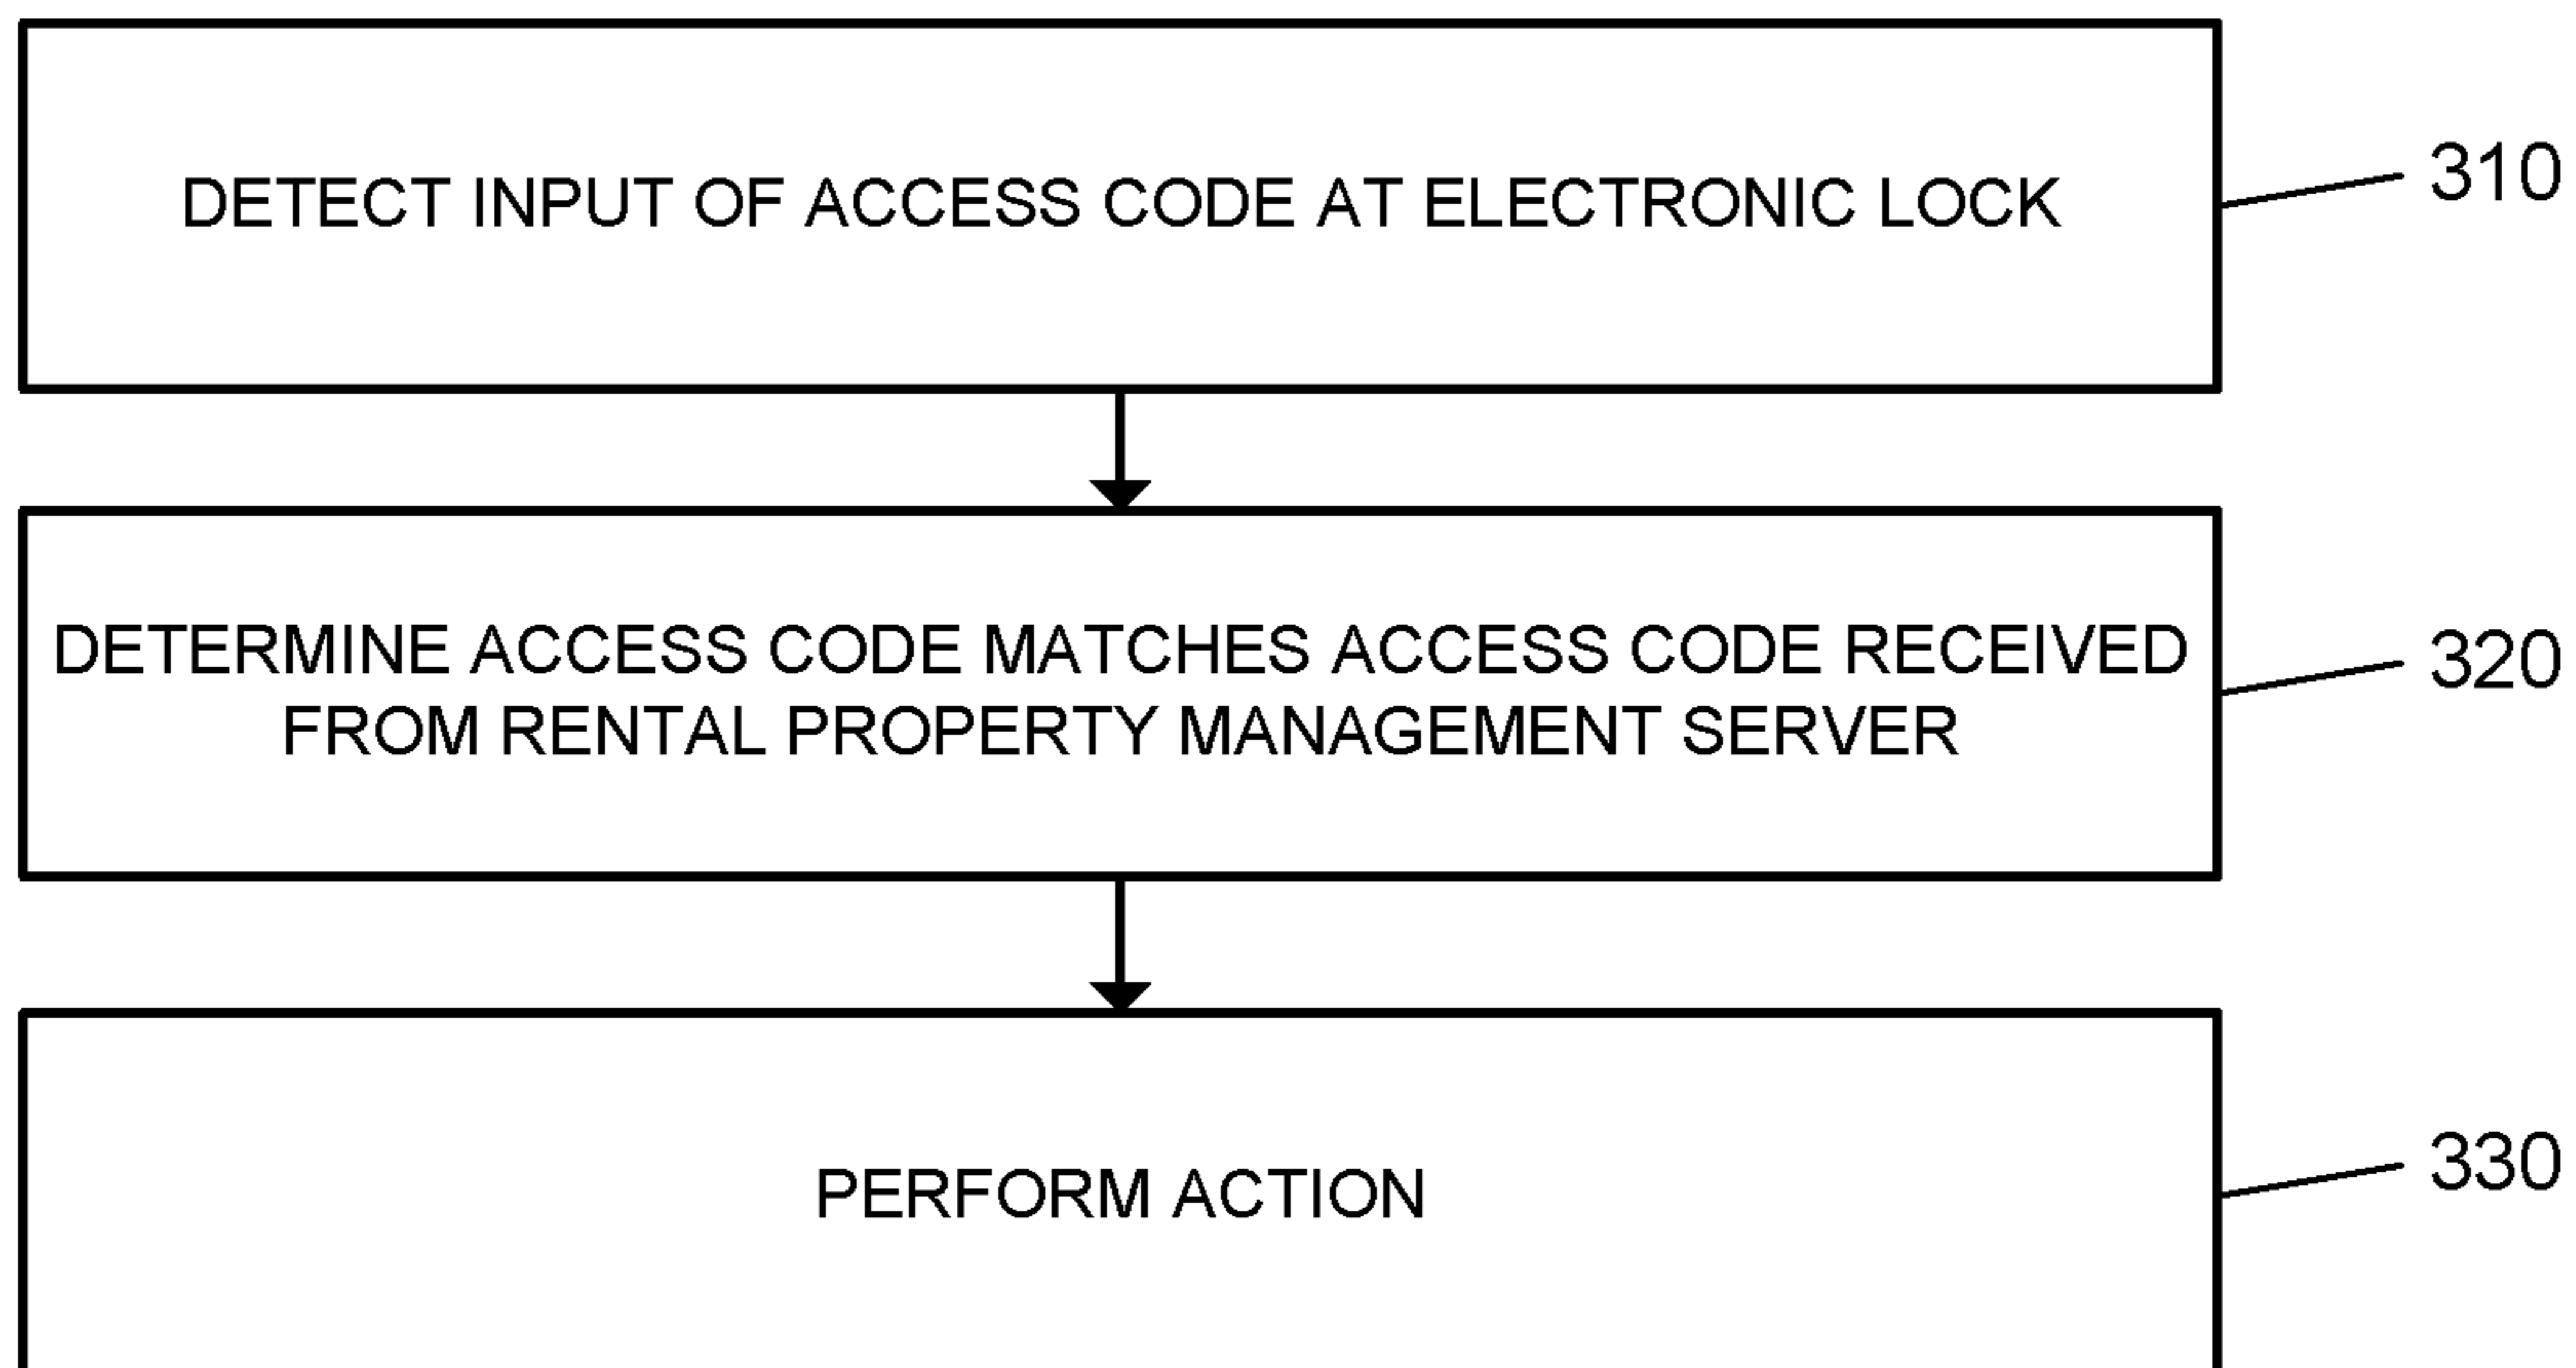 DETECT INPUT OF ACCESS CODE AT ELECTRONIC LOCK
310
DETERMINE ACCESS CODE MATCHES ACCESS CODE RECEIVED
FROM RENTAL PROPERTY MANAGEMENT SERVER
320
PERFORM ACTION
330